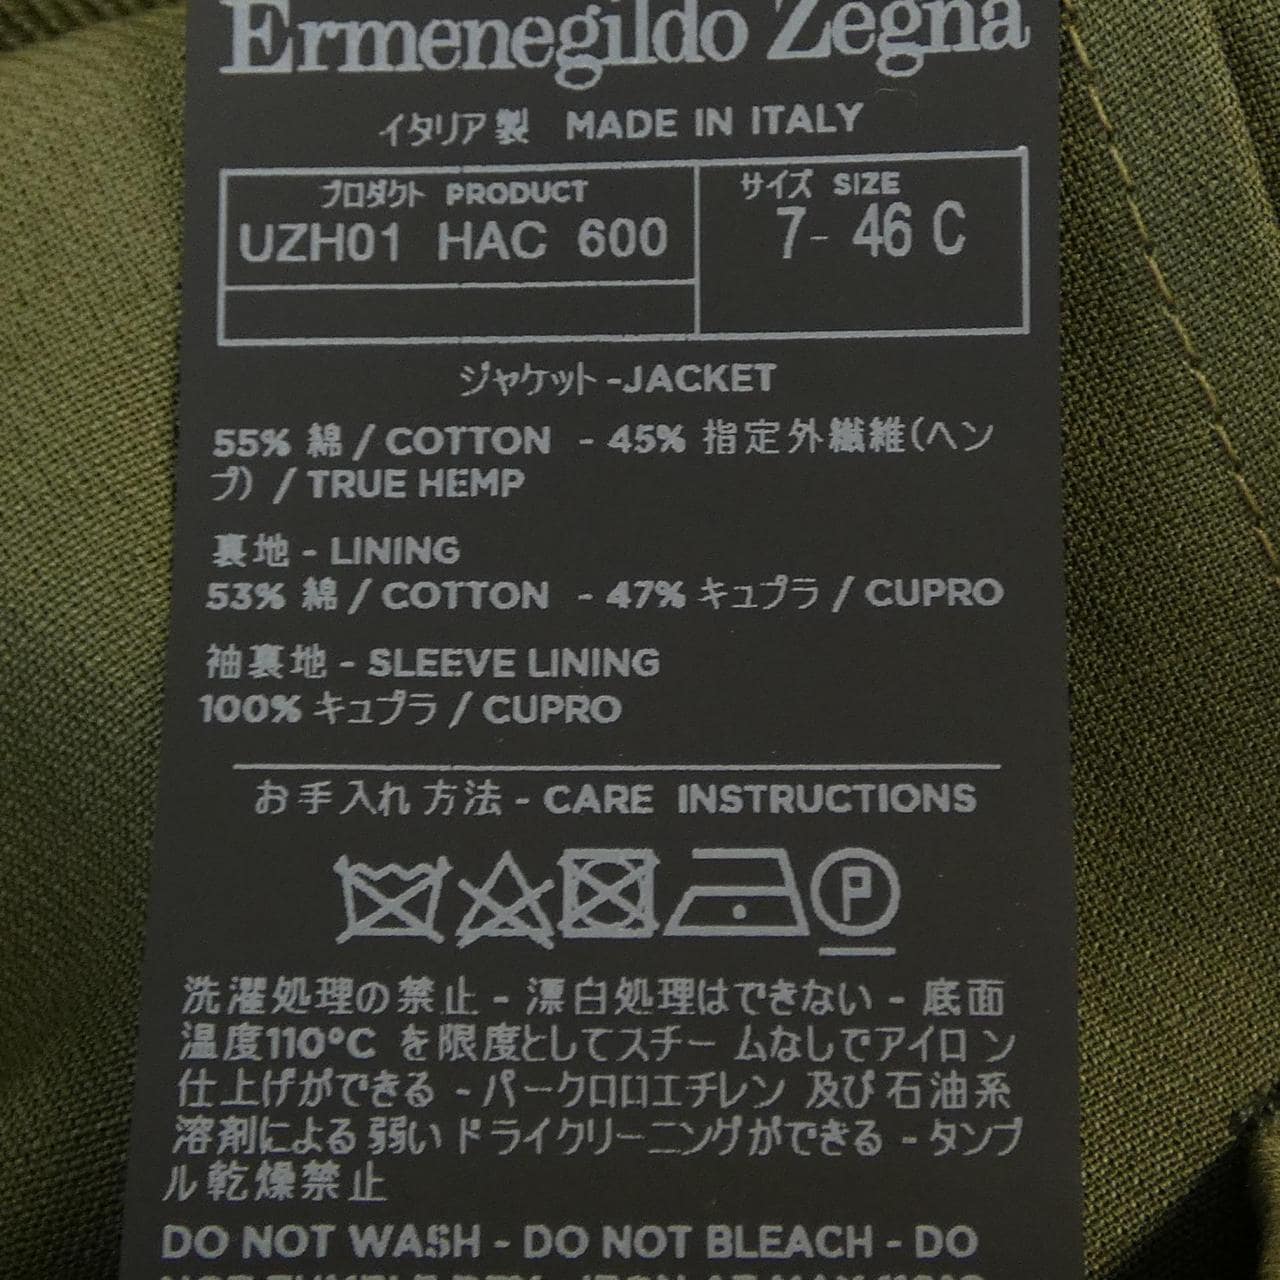 Ermenegildo Zegna
イタリア製 MADE IN ITALY
プロダクト PRODUCT
サイズ SIZE
UZH01 HAC 600
7- 46 C
ジャケット-JACKET
55% 綿 / COTTON - 45% 指定外繊維(ヘン
プ) / TRUE HEMP
裏地 - LINING
53% 綿 / COTTON - 47% キュプラ / CUPRO
袖裏地 - SLEEVE LINING
100% キュプラ / CUPRO
お手入れ方法 - CARE INSTRUCTIONS
P
洗濯処理の禁止 - 漂白処理はできない - 底面
温度110°C を限度としてスチームなしでアイロン
仕上げができる - パークロロエチレン 及び石油系
溶剤による弱いドライクリーニングができる - タンブ
ル乾燥禁止
DO NOT WASH - DO NOT BLEACH - DO